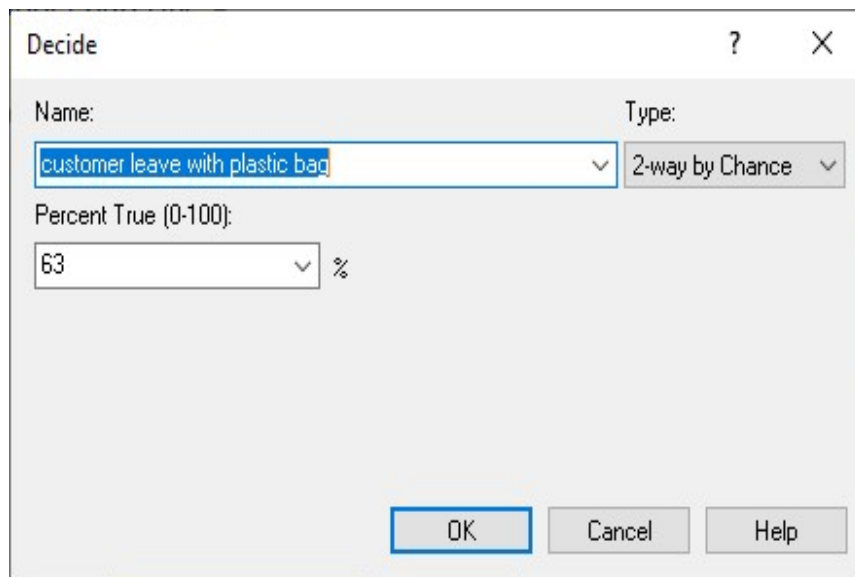 Decide
Name: Type:
customer leave with plastic bag 2-way by Chance
Percent True (0-100):
63 %
OK Cancel Help